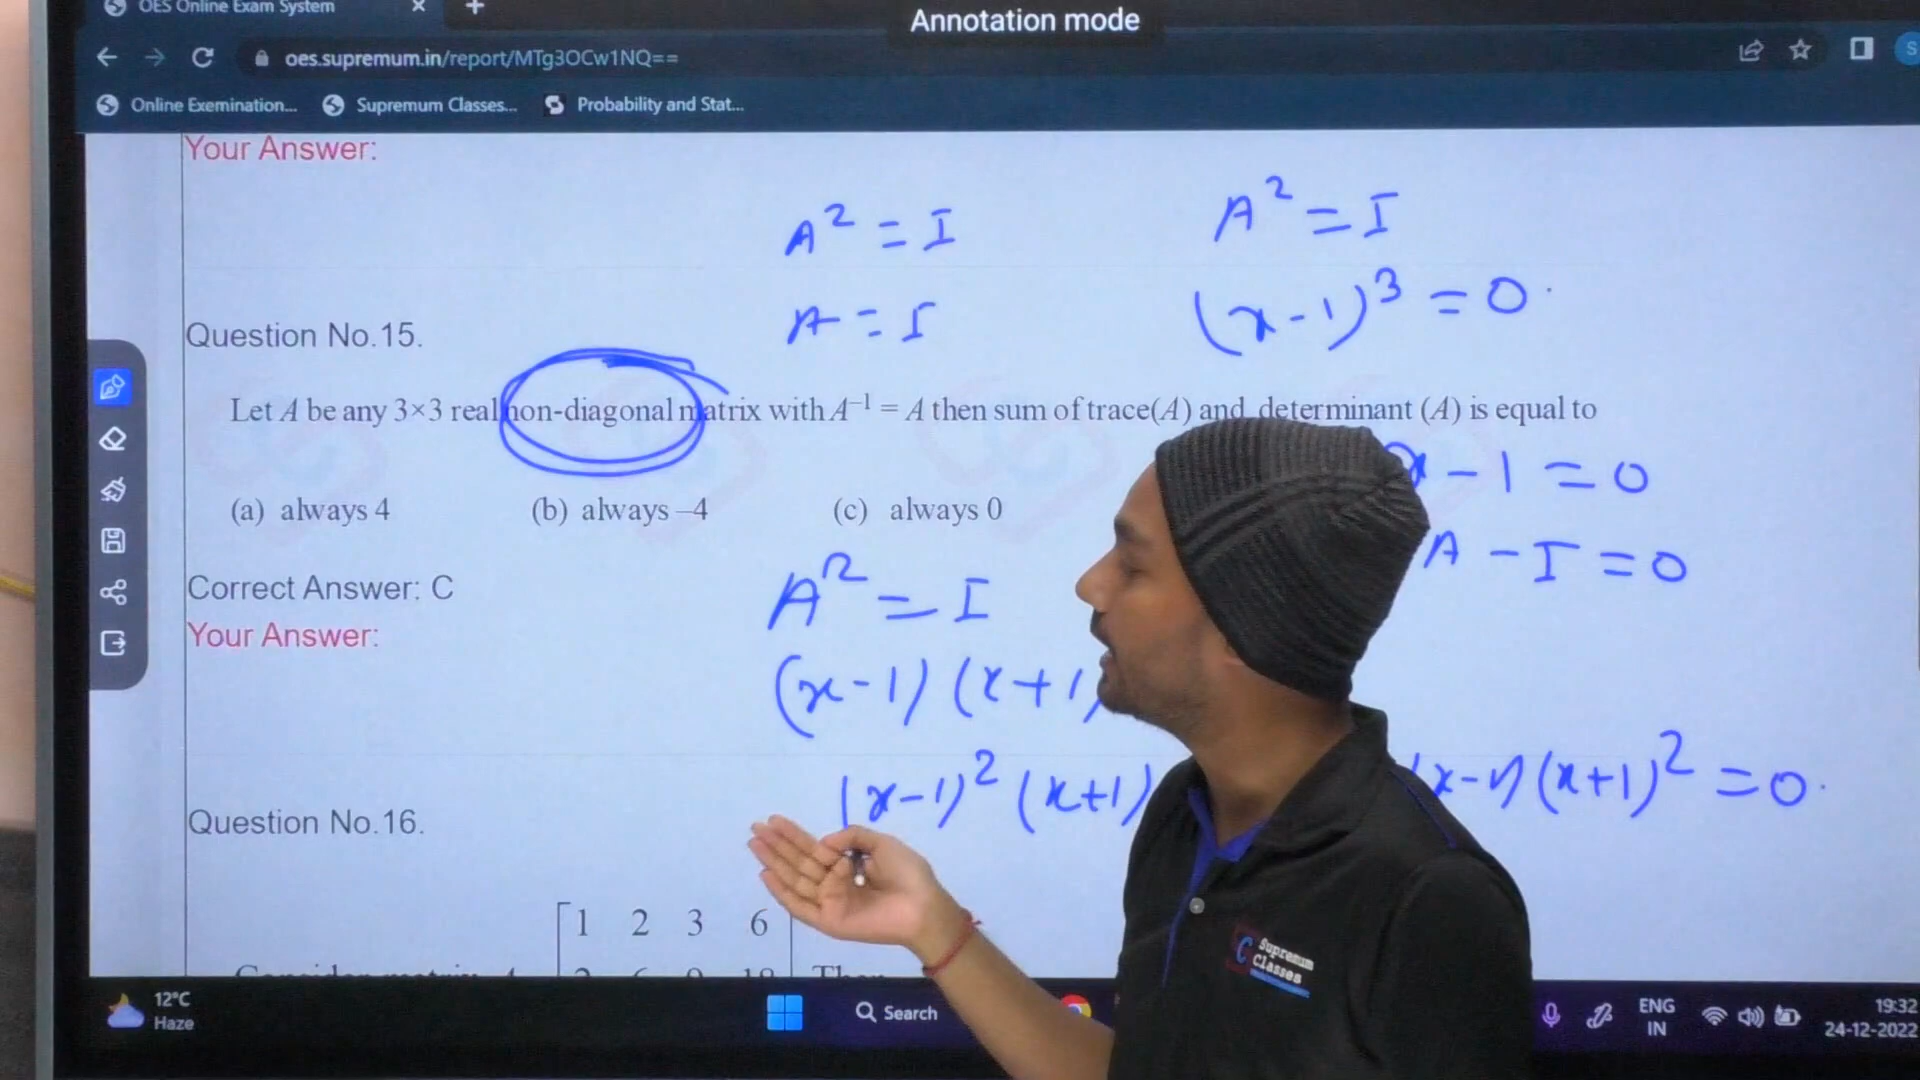 OES Online Exam System
Annotation mode
oes.supremum.in/report/MTg3OCw1NQ==
Online Exemination...
Supremum Classes...
Probability and Stat...
Your Answer:
A² = I
A = I
A² = I
(x-1)³ = 0
Question No.15.
Let A be any 3×3 real non-diagonal matrix with A⁻¹ = A then sum of trace(A) and determinant (A) is equal to
x - 1 = 0
A - I = 0
(a) always 4
(b) always –4
(c) always 0
Correct Answer: C
Your Answer:
A² = I
(x-1) (x+1)
(x-1)² (x+1)
(x-1) (x+1)² = 0
Question No.16.
1 2 3 6
12°C
Haze
Search
Supremum
Classes
ENG
IN
19:32
24-12-2022